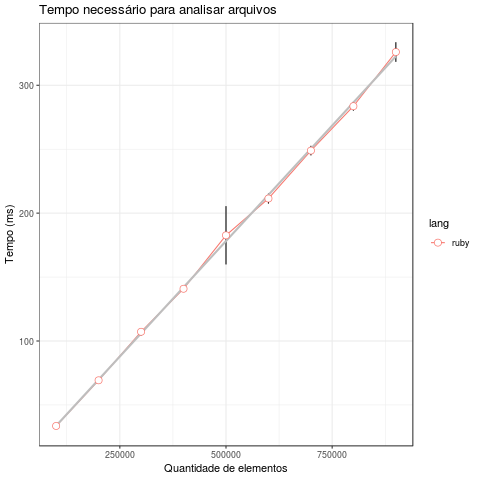 Tempo necessário para analisar arquivos
300
200
100
Tempo (ms)
250000
500000
750000
Quantidade de elementos
lang
ruby